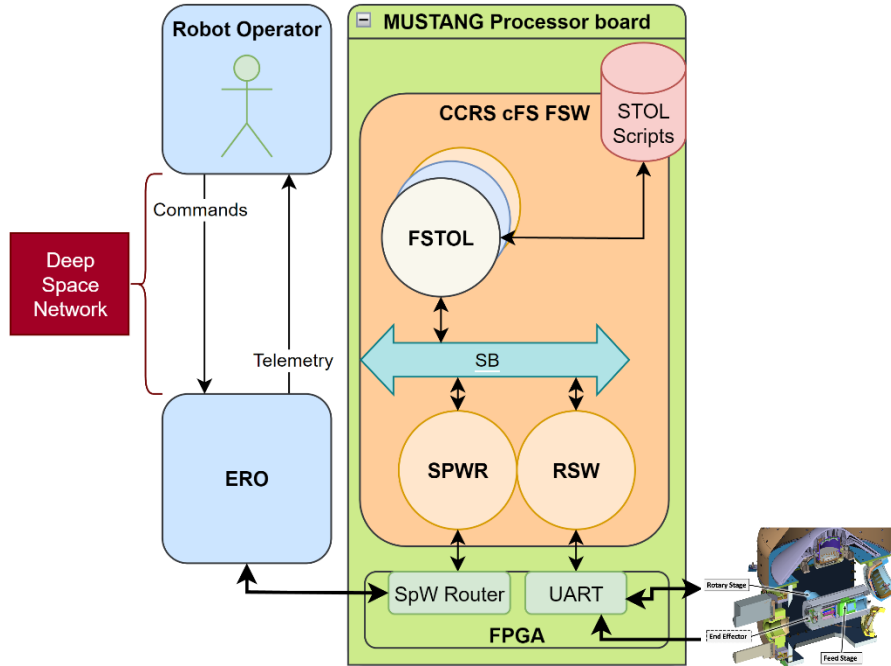 Robot Operator
MUSTANG Processor board
CCRS cFS FSW
STOL
Scripts
FSTOL
Commands
Deep
Space
Network
Telemetry
SB
ERO
SPWR
RSW
SpW Router
UART
FPGA
Rotary Stage
End Effector
Feed Stage